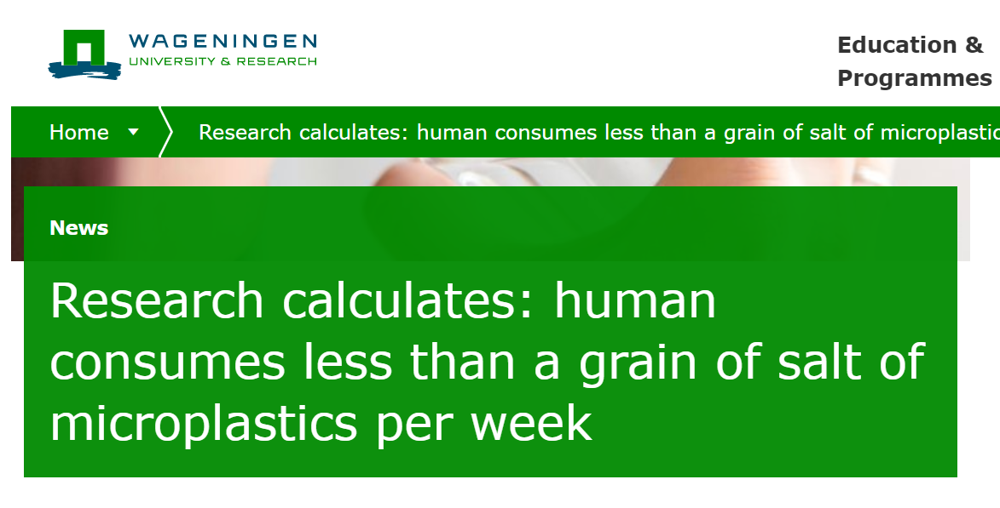 WAGENINGEN
UNIVERSITY & RESEARCH
Education &
Programmes
Home
Research calculates: human consumes less than a grain of salt of microplastic
News
Research calculates: human
consumes less than a grain of salt of
microplastics per week